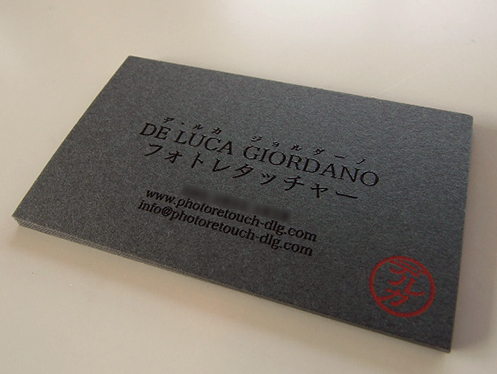 デ・ルカ ジョルダーノ
DE LUCA GIORDANO
フォトレタッチャー
www.photoretouch-dlg.com
info@photoretouch-dlg.com